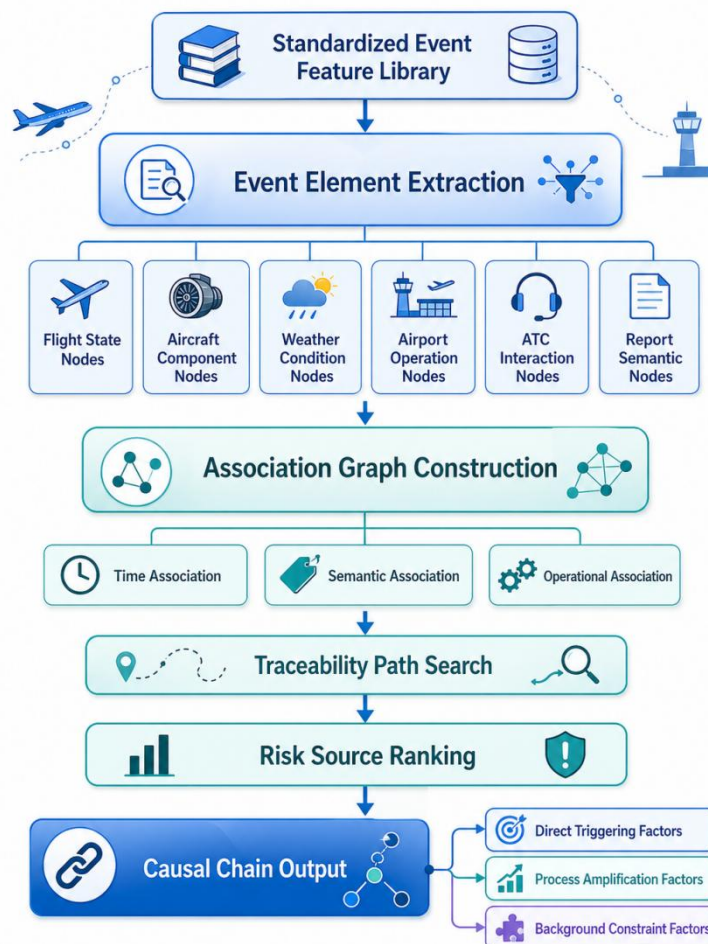 Standardized Event
Feature Library
Event Element Extraction
Flight State
Nodes
Aircraft
Component
Nodes
Weather
Condition
Nodes
Airport
Operation
Nodes
ATC
Interaction
Nodes
Report
Semantic
Nodes
Association Graph Construction
Time Association
Semantic Association
Operational Association
Traceability Path Search
Risk Source Ranking
Causal Chain Output
Direct Triggering Factors
Process Amplification Factors
Background Constraint Factors